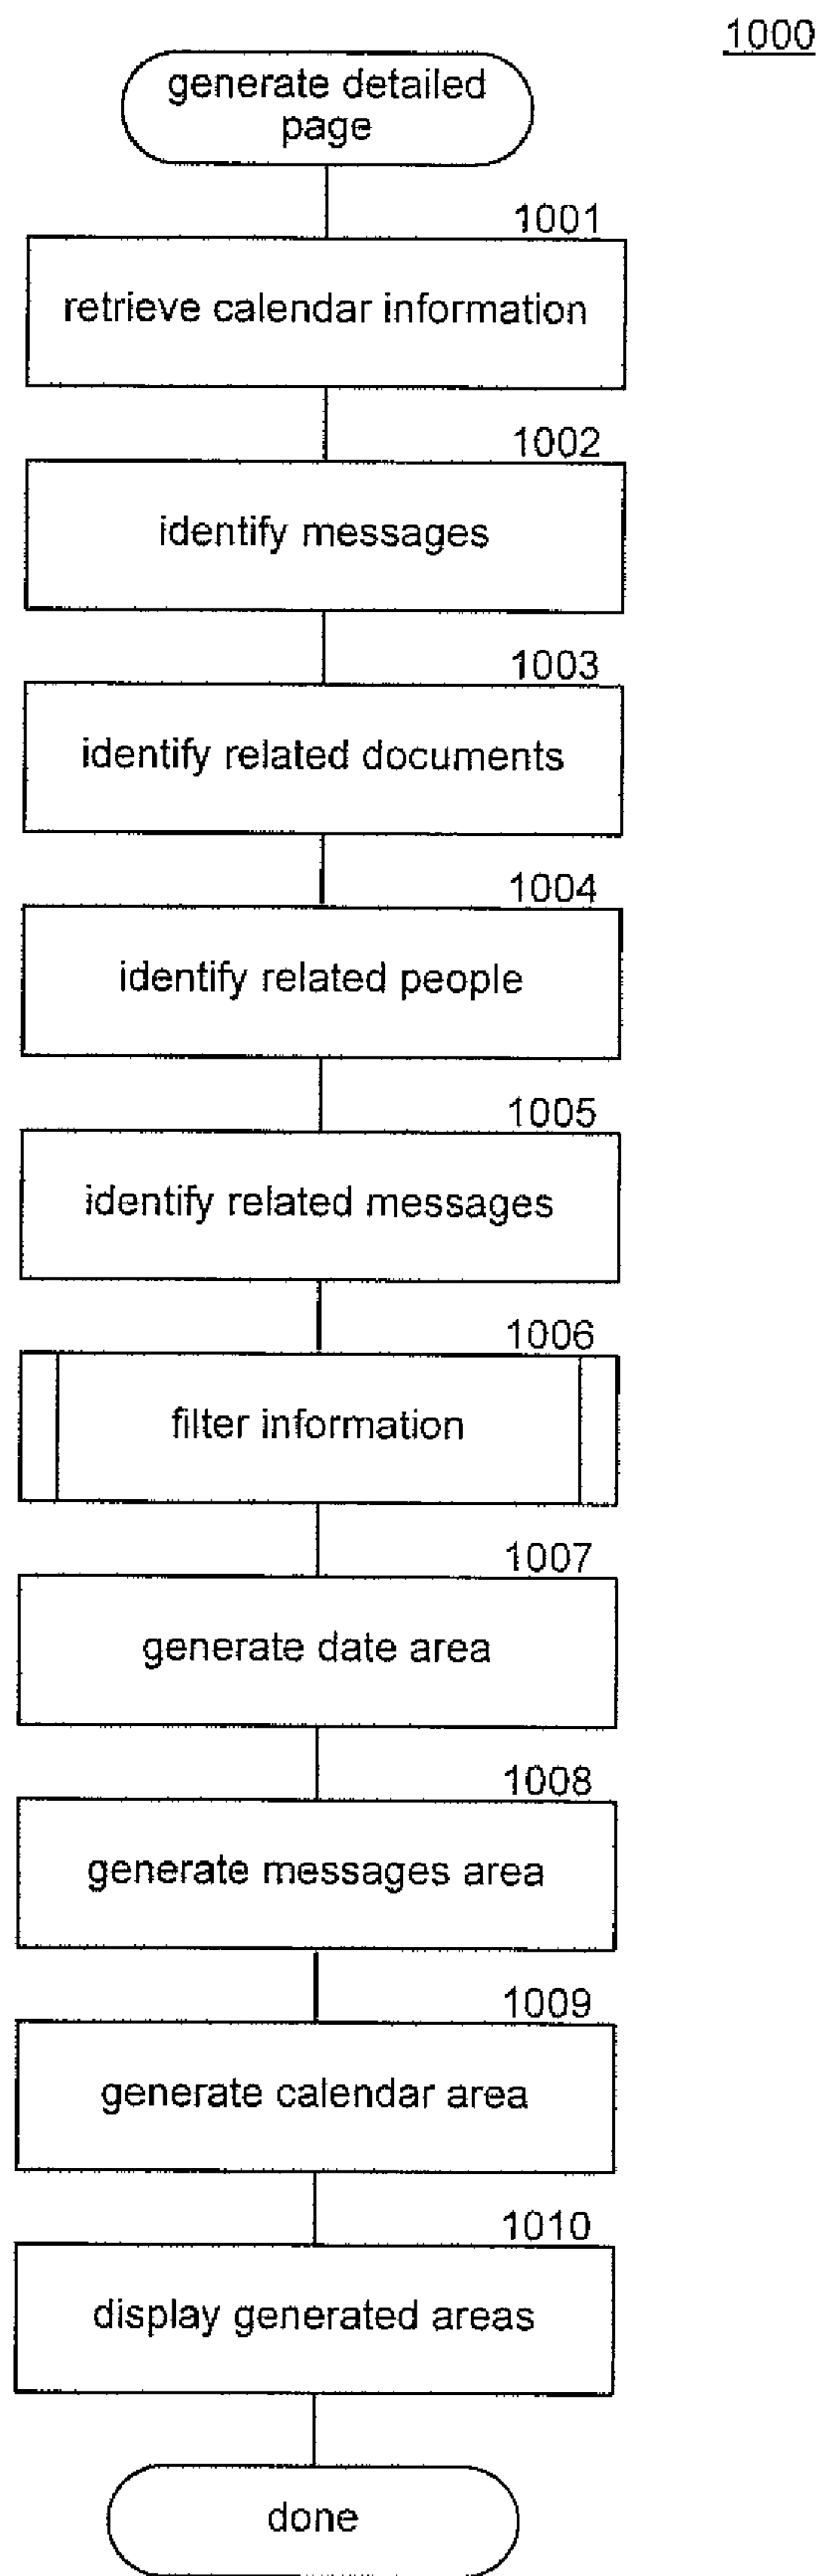 1000
generate detailed
page
1001
retrieve calendar information
1002
identify messages
1003
identify related documents
1004
identify related people
1005
identify related messages
1006
filter information
1007
generate date area
1008
generate messages area
1009
generate calendar area
1010
display generated areas
done